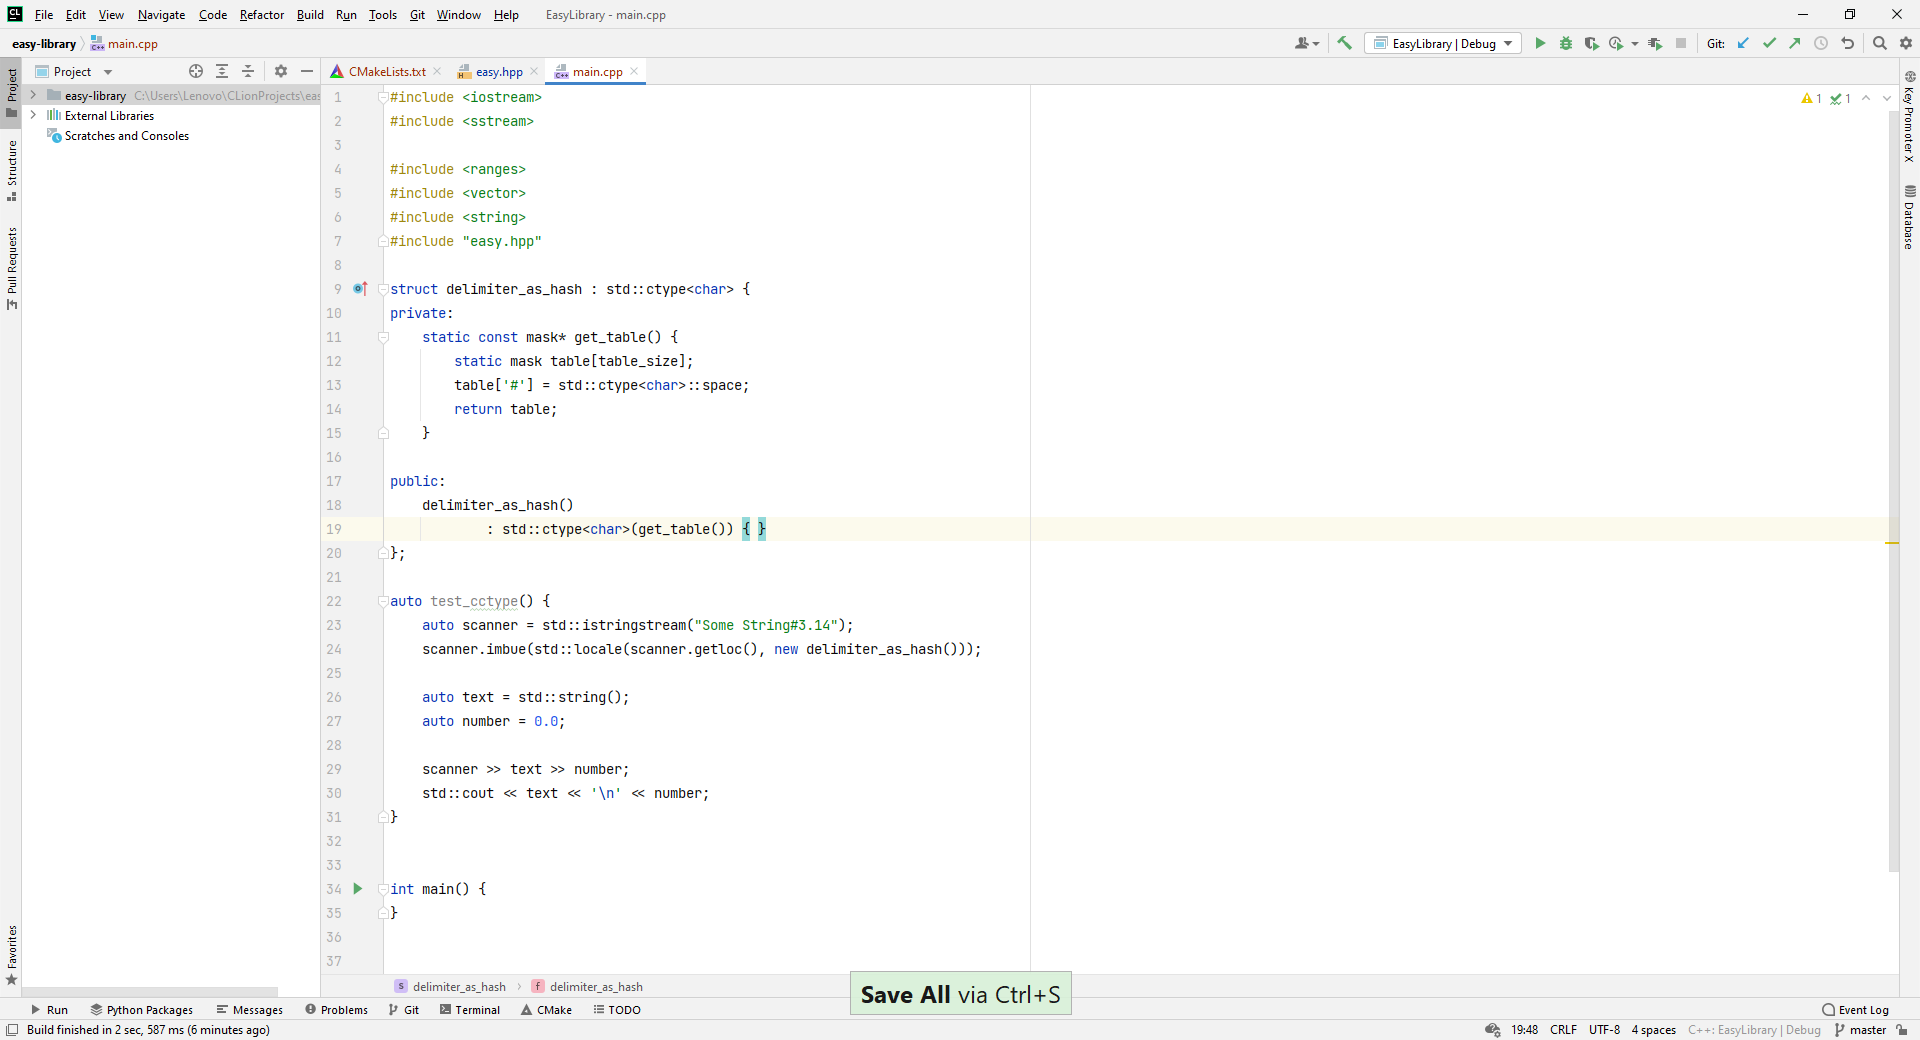 File Edit View Navigate Code Refactor Build Run Tools Git Window Help EasyLibrary - main.cpp
easy-library main.cpp EasyLibrary | Debug Git:
Project CMakeLists.txt easy.hpp main.cpp
easy-library C:\Users\Lenovo\CLionProjects\eas
External Libraries
Scratches and Consoles
Project
Structure
Pull Requests
Favorites
1 #include <iostream>
2 #include <sstream>
3
4 #include <ranges>
5 #include <vector>
6 #include <string>
7 #include "easy.hpp"
8
9 struct delimiter_as_hash : std::ctype<char> {
10 private:
11 static const mask* get_table() {
12 static mask table[table_size];
13 table['#'] = std::ctype<char>::space;
14 return table;
15 }
16
17 public:
18 delimiter_as_hash()
19 : std::ctype<char>(get_table()) { }
20 };
21
22 auto test_cctype() {
23 auto scanner = std::istringstream("Some String#3.14");
24 scanner.imbue(std::locale(scanner.getloc(), new delimiter_as_hash()));
25
26 auto text = std::string();
27 auto number = 0.0;
28
29 scanner >> text >> number;
30 std::cout << text << '\n' << number;
31 }
32
33
34 int main() {
35 }
36
37
1 1
Key Promoter X
Database
delimiter_as_hash delimiter_as_hash
Save All via Ctrl+S
Run Python Packages Messages Problems Git Terminal CMake TODO Event Log
Build finished in 2 sec, 587 ms (6 minutes ago) 19:48 CRLF UTF-8 4 spaces C++: EasyLibrary | Debug master